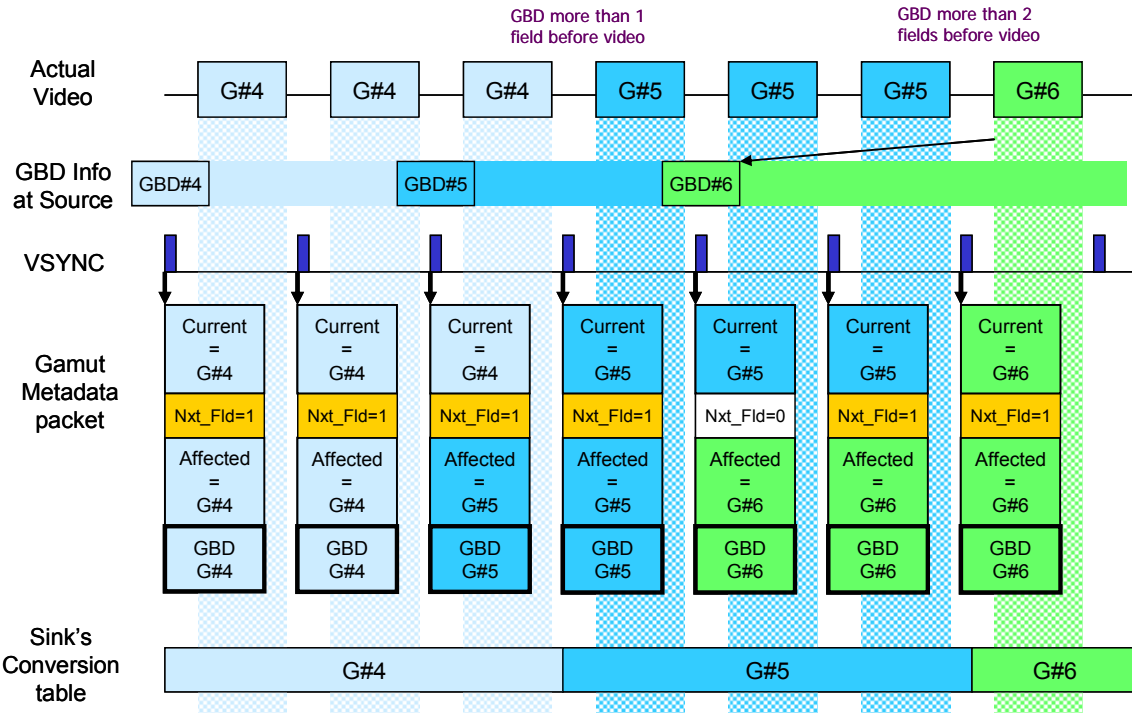 GBD more than 1
field before video
GBD more than 2
fields before video
Actual
Video
G#4
G#4
G#4
G#5
G#5
G#5
G#6
GBD Info
at Source
GBD#4
GBD#5
GBD#6
VSYNC
Gamut
Metadata
packet
Current
=
G#4
Nxt_Fld=1
Affected
=
G#4
GBD
G#4
Current
=
G#4
Nxt_Fld=1
Affected
=
G#4
GBD
G#4
Current
=
G#4
Nxt_Fld=1
Affected
=
G#5
GBD
G#5
Current
=
G#5
Nxt_Fld=1
Affected
=
G#5
GBD
G#5
Current
=
G#5
Nxt_Fld=0
Affected
=
G#6
GBD
G#6
Current
=
G#5
Nxt_Fld=1
Affected
=
G#6
GBD
G#6
Current
=
G#6
Nxt_Fld=1
Affected
=
G#6
GBD
G#6
Sink's
Conversion
table
G#4
G#5
G#6